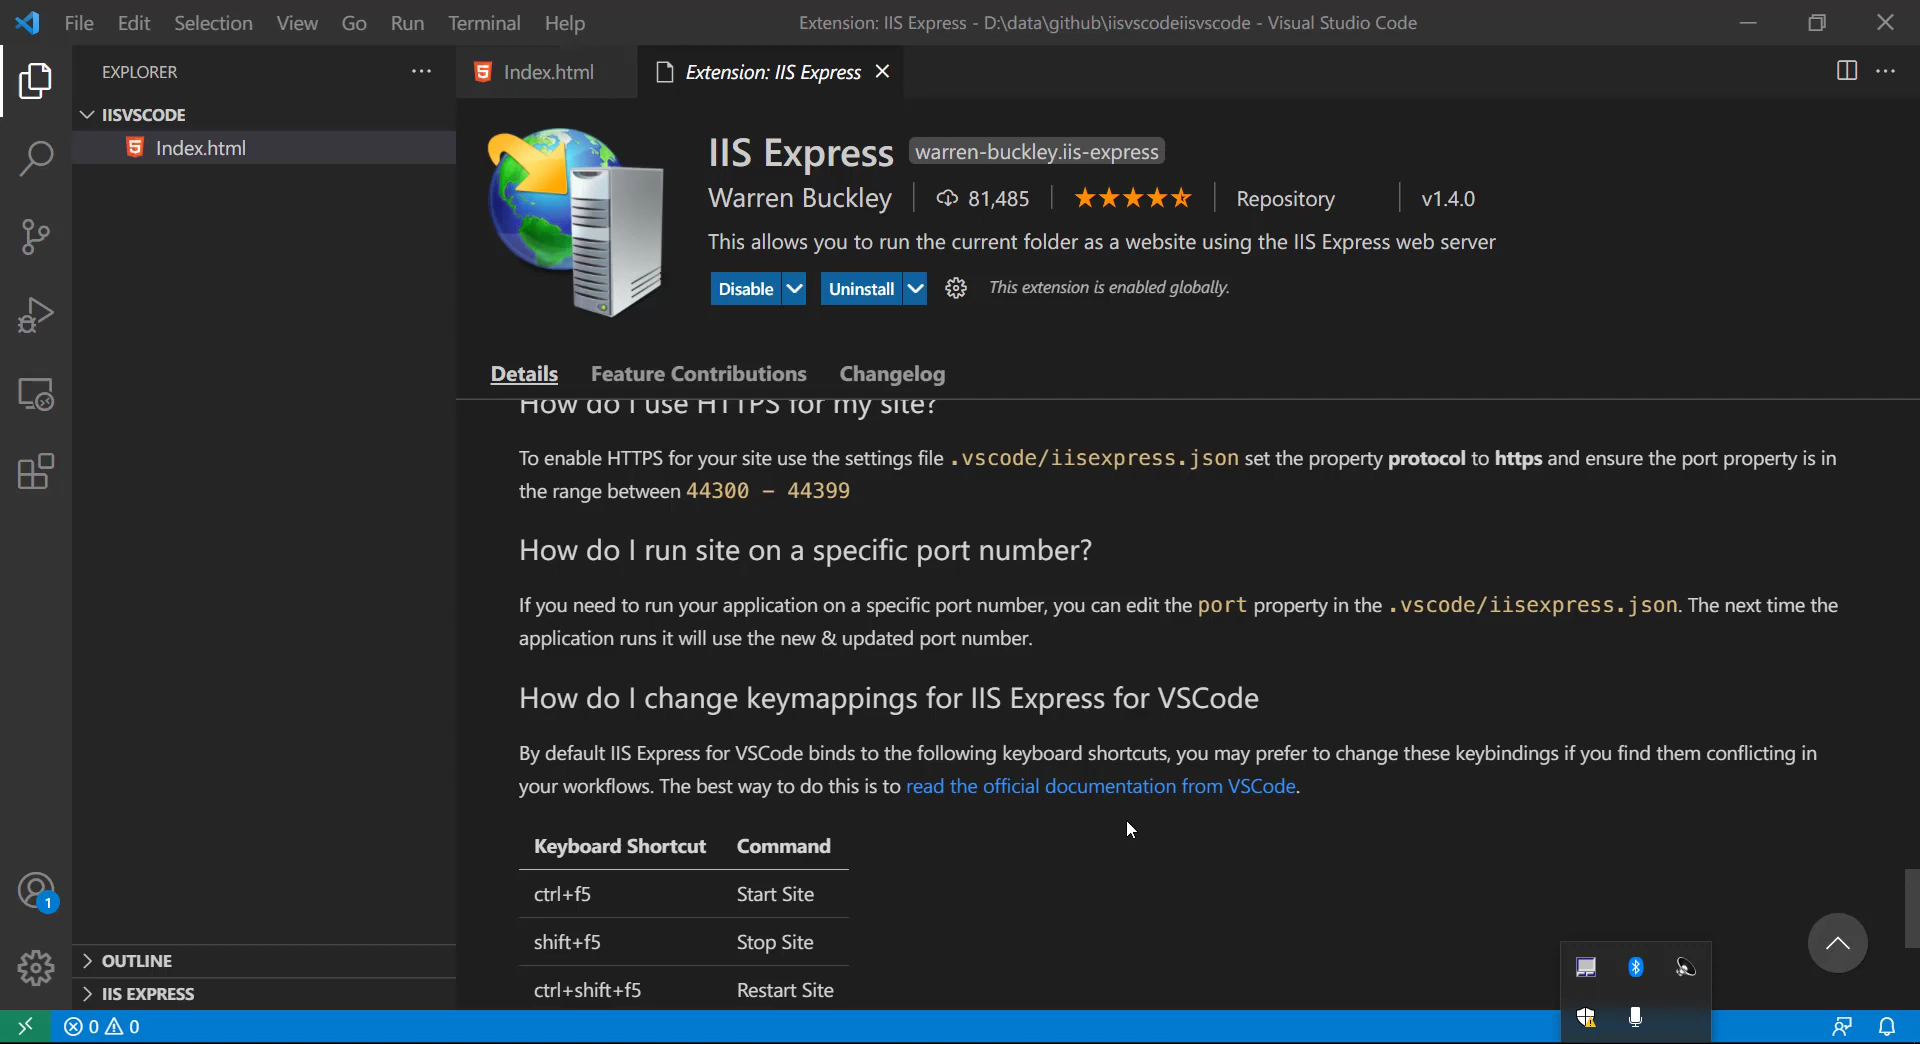 File Edit Selection View Go Run Terminal Help
Extension: IIS Express - D:\data\github\iisvscodeiisvscode - Visual Studio Code
EXPLORER
Index.html
Extension: IIS Express
IISVSCODE
Index.html
IIS Express warren-buckley.iis-express
Warren Buckley 81,485 Repository v1.4.0
This allows you to run the current folder as a website using the IIS Express web server
Disable Uninstall This extension is enabled globally.
Details Feature Contributions Changelog
How do I use HTTPS for my site?
To enable HTTPS for your site use the settings file .vscode/iisexpress.json set the property protocol to https and ensure the port property is in
the range between 44300 - 44399
How do I run site on a specific port number?
If you need to run your application on a specific port number, you can edit the port property in the .vscode/iisexpress.json. The next time the
application runs it will use the new & updated port number.
How do I change keymappings for IIS Express for VSCode
By default IIS Express for VSCode binds to the following keyboard shortcuts, you may prefer to change these keybindings if you find them conflicting in
your workflows. The best way to do this is to read the official documentation from VSCode.
Keyboard Shortcut Command
ctrl+f5 Start Site
shift+f5 Stop Site
ctrl+shift+f5 Restart Site
1
OUTLINE
IIS EXPRESS
0 0